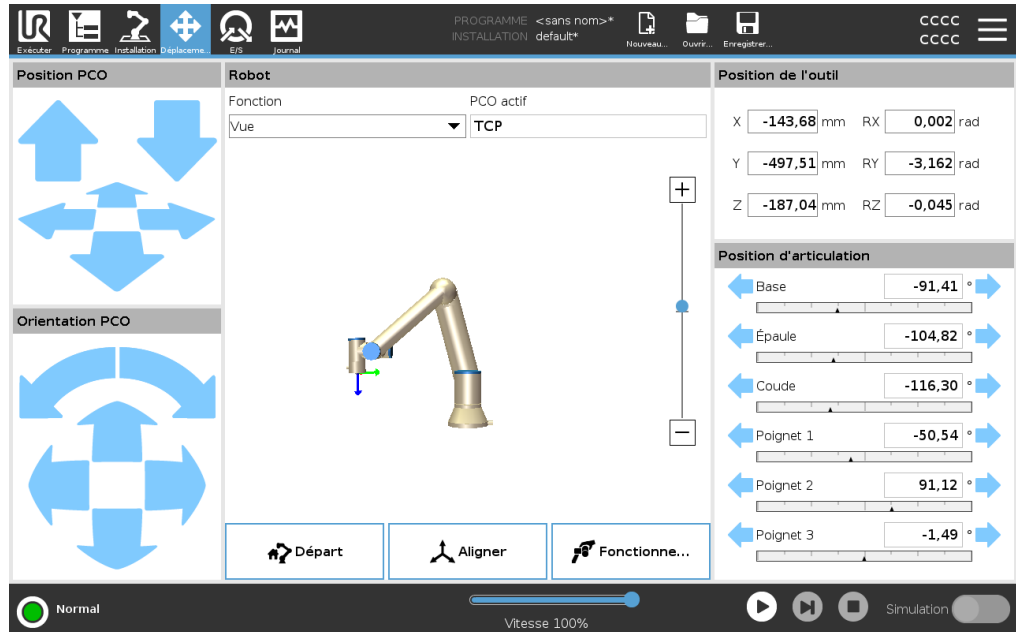 PROGRAMME <sans nom>*
INSTALLATION default*
CCCC
CCCC
Exécuter Programme Installation Déplaceme... E/S Journal Nouveau... Ouvrir... Enregistrer...
Position PCO
Robot
Position de l'outil
Fonction PCO actif
Vue TCP
X -143,68 mm RX 0,002 rad
Y -497,51 mm RY -3,162 rad
Z -187,04 mm RZ -0,045 rad
Position d'articulation
Base -91,41 °
Orientation PCO
Épaule -104,82 °
Coude -116,30 °
Poignet 1 -50,54 °
Poignet 2 91,12 °
Poignet 3 -1,49 °
Départ Aligner Fonctionne...
Normal
Vitesse 100%
Simulation